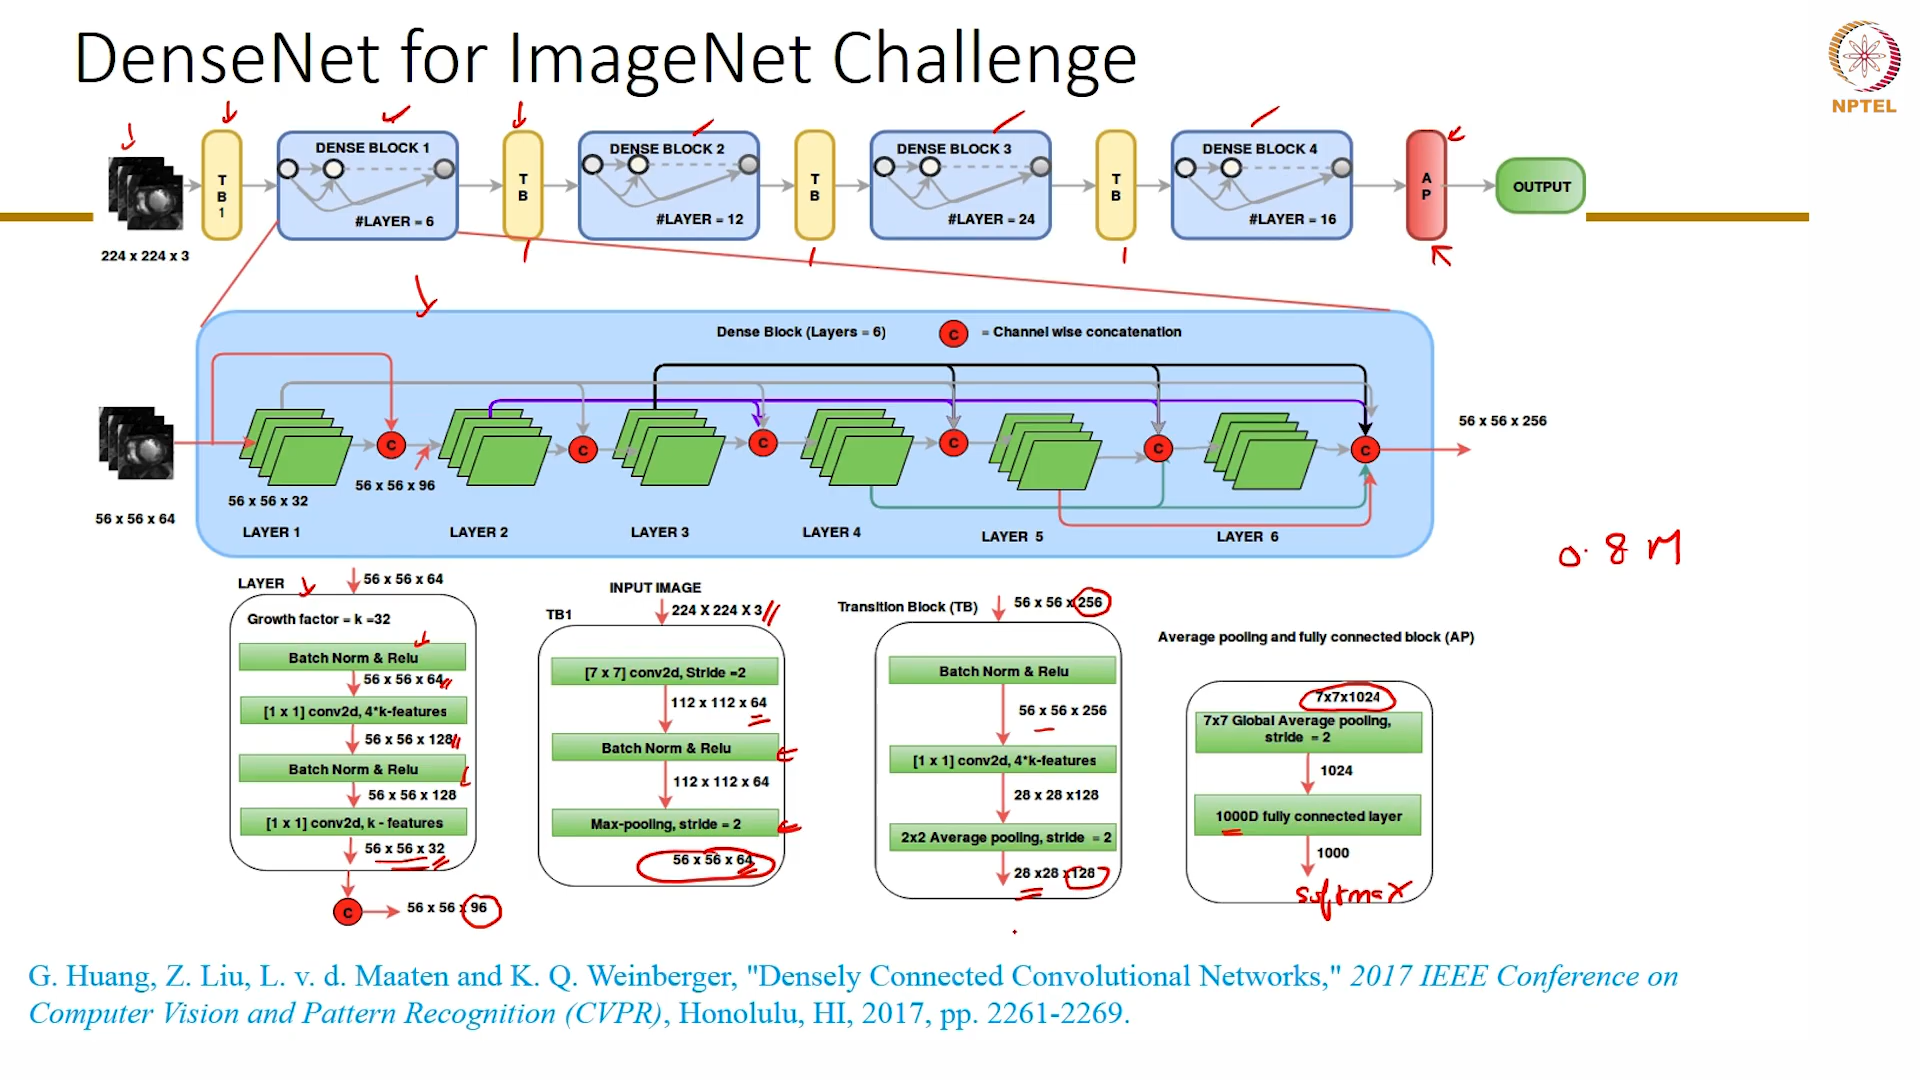 DenseNet for ImageNet Challenge
NPTEL
T
B
1
DENSE BLOCK 1
#LAYER = 6
T
B
DENSE BLOCK 2
#LAYER = 12
T
B
DENSE BLOCK 3
#LAYER = 24
T
B
DENSE BLOCK 4
#LAYER = 16
A
P
OUTPUT
224 x 224 x 3
Dense Block (Layers = 6)
C
= Channel wise concatenation
C
C
C
C
C
C
56 x 56 x 256
56 x 56 x 32
56 x 56 x 96
56 x 56 x 64
LAYER 1
LAYER 2
LAYER 3
LAYER 4
LAYER 5
LAYER 6
0.8 M
LAYER
56 x 56 x 64
Growth factor = k =32
Batch Norm & Relu
56 x 56 x 64
[1 x 1] conv2d, 4*k-features
56 x 56 x 128
Batch Norm & Relu
56 x 56 x 128
[1 x 1] conv2d, k - features
56 x 56 x 32
C
56 x 56 x 96
INPUT IMAGE
TB1
224 X 224 X 3
[7 x 7] conv2d, Stride =2
112 x 112 x 64
Batch Norm & Relu
112 x 112 x 64
Max-pooling, stride = 2
56 x 56 x 64
Transition Block (TB)
56 x 56 x 256
Batch Norm & Relu
56 x 56 x 256
[1 x 1] conv2d, 4*k-features
28 x 28 x128
2x2 Average pooling, stride = 2
28 x28 x128
Average pooling and fully connected block (AP)
7x7x1024
7x7 Global Average pooling,
stride = 2
1024
1000D fully connected layer
1000
softmax
G. Huang, Z. Liu, L. v. d. Maaten and K. Q. Weinberger, "Densely Connected Convolutional Networks," 2017 IEEE Conference on
Computer Vision and Pattern Recognition (CVPR), Honolulu, HI, 2017, pp. 2261-2269.